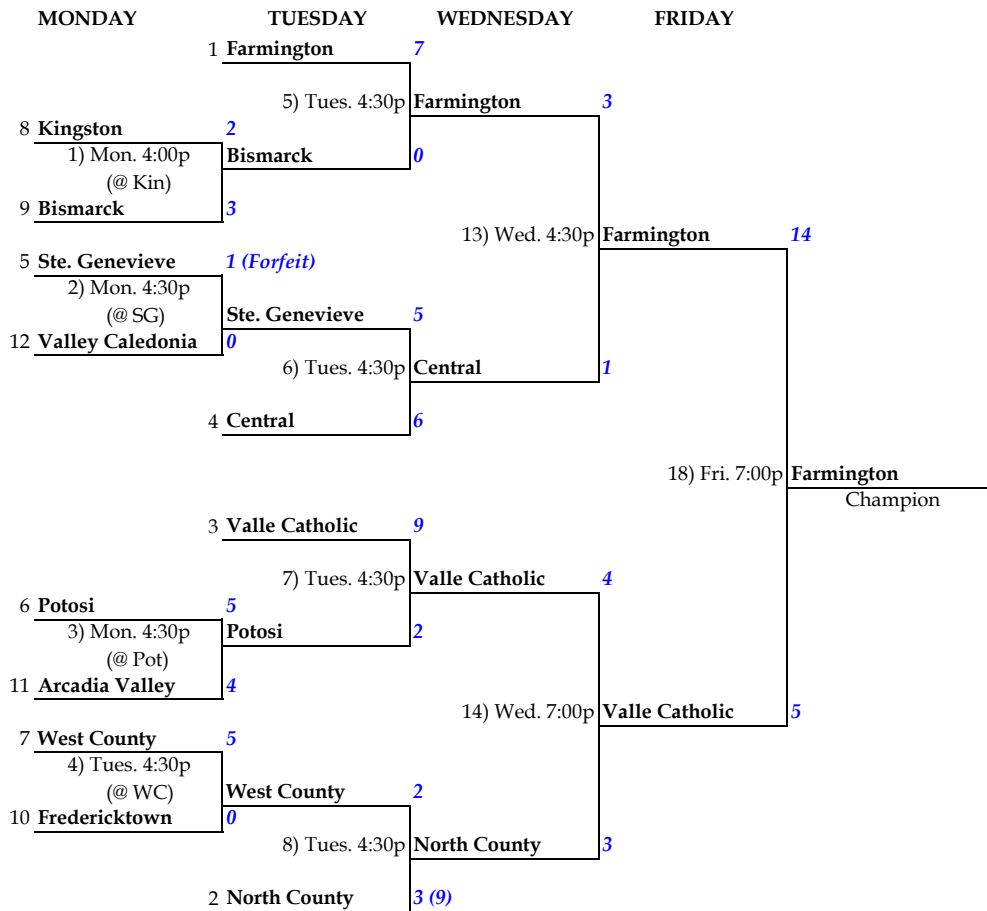 MONDAY TUESDAY WEDNESDAY FRIDAY
1 Farmington 7
5) Tues. 4:30p Farmington 3
8 Kingston 2
1) Mon. 4:00p Bismarck 0
(@ Kin)
9 Bismarck 3
13) Wed. 4:30p Farmington 14
5 Ste. Genevieve 1 (Forfeit)
2) Mon. 4:30p
(@ SG) Ste. Genevieve 5
12 Valley Caledonia 0
6) Tues. 4:30p Central 1
4 Central 6
18) Fri. 7:00p Farmington
Champion
3 Valle Catholic 9
7) Tues. 4:30p Valle Catholic 4
6 Potosi 5
3) Mon. 4:30p Potosi 2
(@ Pot)
11 Arcadia Valley 4
14) Wed. 7:00p Valle Catholic 5
7 West County 5
4) Tues. 4:30p
(@ WC) West County 2
10 Fredericktown 0
8) Tues. 4:30p North County 3
2 North County 3 (9)